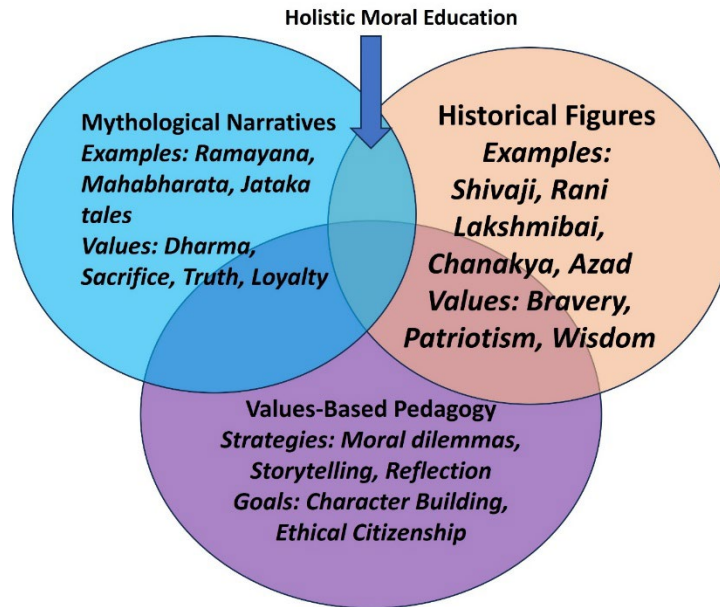 Holistic Moral Education
Mythological Narratives
Examples: Ramayana,
Mahabharata, Jataka
tales
Values: Dharma,
Sacrifice, Truth, Loyalty
Historical Figures
Examples:
Shivaji, Rani
Lakshmibai,
Chanakya, Azad
Values: Bravery,
Patriotism, Wisdom
Values-Based Pedagogy
Strategies: Moral dilemmas,
Storytelling, Reflection
Goals: Character Building,
Ethical Citizenship